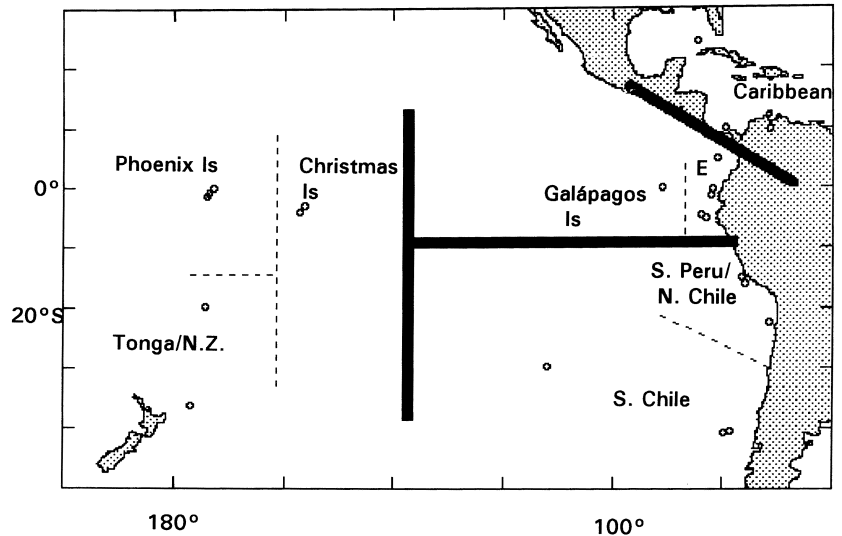 Caribbean
Phoenix Is
Christmas
Is
E
0°
Galápagos
Is
S. Peru/
N. Chile
20°S
Tonga/N.Z.
S. Chile
180°
100°